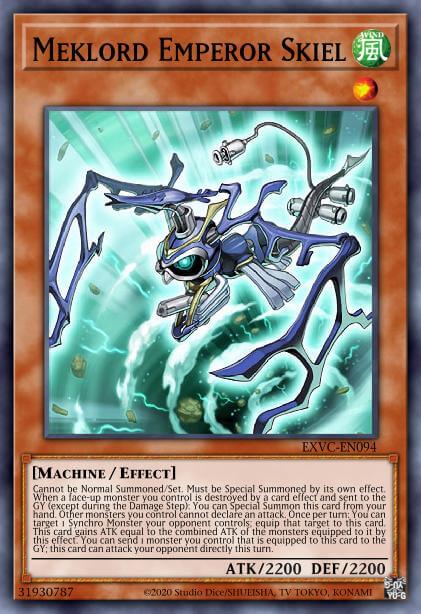 MEKLORD EMPEROR SKIEL
WIND
風
EXVC-EN094
[MACHINE / EFFECT]
Cannot be Normal Summoned/Set. Must be Special Summoned by its own effect.
When a face-up monster you control is destroyed by a card effect and sent to the
GY (except during the Damage Step): You can Special Summon this card from your
hand. Other monsters you control cannot declare an attack. Once per turn: You can
target 1 Synchro Monster your opponent controls; equip that target to this card.
This card gains ATK equal to the combined ATK of the monsters equipped to it by
this effect. You can send 1 monster you control that is equipped to this card to the
GY; this card can attack your opponent directly this turn.
ATK/2200 DEF/2200
31930787
©2020 Studio Dice/SHUEISHA, TV TOKYO, KONAMI